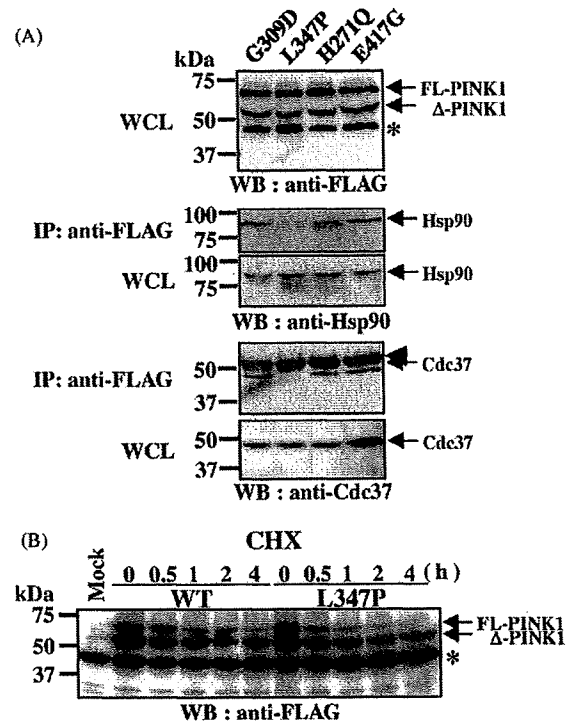 (A)
G309D L347P H271Q E417G
kDa
75
50
37
WCL
FL-PINK1
Δ-PINK1
*
WB : anti-FLAG
IP: anti-FLAG
100
75
Hsp90
WCL
100
75
Hsp90
WB : anti-Hsp90
IP: anti-FLAG
50
37
Cdc37
WCL
50
37
Cdc37
WB : anti-Cdc37
(B)
CHX
Mock 0 0.5 1 2 4 0 0.5 1 2 4 (h)
kDa
WT L347P
75
50
37
FL-PINK1
Δ-PINK1
*
WB : anti-FLAG